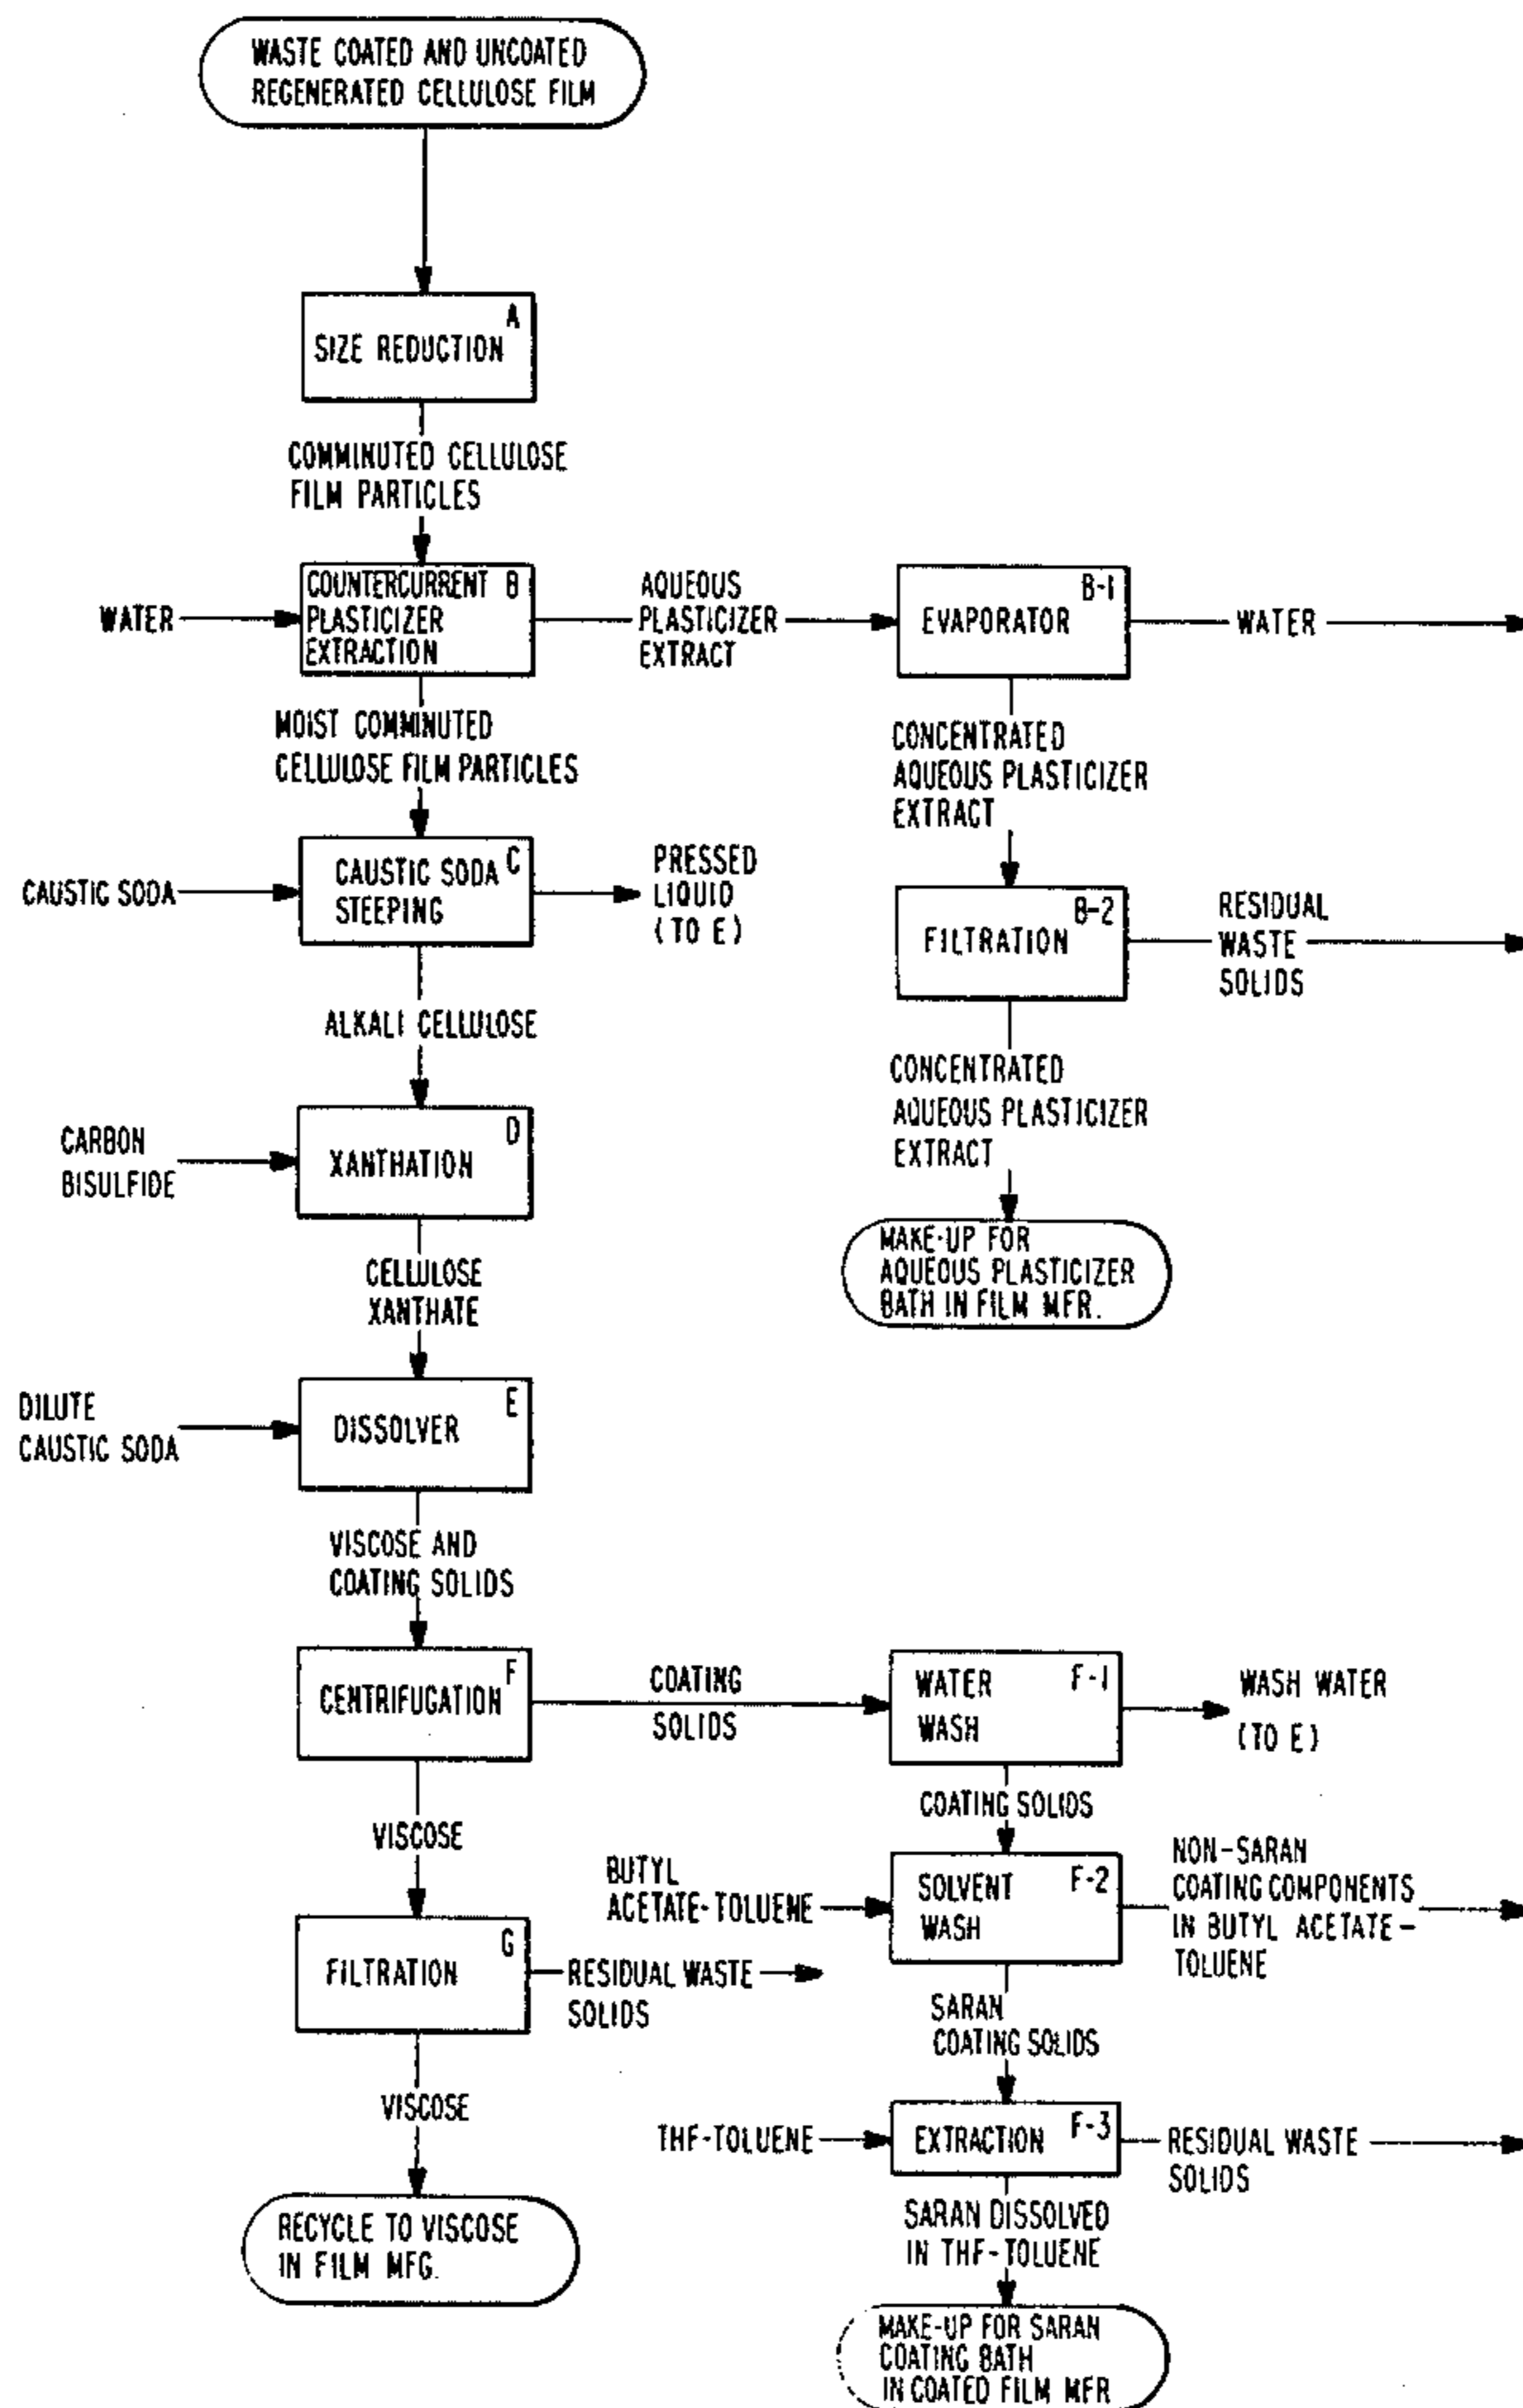 WASTE COATED AND UNCOATED
REGENERATED CELLULOSE FILM
A
SIZE REDUCTION
COMMINUTED CELLULOSE
FILM PARTICLES
WATER
COUNTERCURRENT B
PLASTICIZER
EXTRACTION
AQUEOUS
PLASTICIZER
EXTRACT
B-1
EVAPORATOR
WATER
MOIST COMMINUTED
CELLULOSE FILM PARTICLES
CONCENTRATED
AQUEOUS PLASTICIZER
EXTRACT
CAUSTIC SODA
C
CAUSTIC SODA
STEEPING
PRESSED
LIQUID
(TO E)
B-2
FILTRATION
RESIDUAL
WASTE
SOLIDS
ALKALI CELLULOSE
CONCENTRATED
AQUEOUS PLASTICIZER
EXTRACT
CARBON
BISULFIDE
D
XANTHATION
MAKE-UP FOR
AQUEOUS PLASTICIZER
BATH IN FILM MFR.
CELLULOSE
XANTHATE
DILUTE
CAUSTIC SODA
E
DISSOLVER
VISCOSE AND
COATING SOLIDS
F
CENTRIFUGATION
COATING
SOLIDS
F-1
WATER
WASH
WASH WATER
(TO E)
COATING SOLIDS
VISCOSE
BUTYL
ACETATE-TOLUENE
F-2
SOLVENT
WASH
NON-SARAN
COATING COMPONENTS
IN BUTYL ACETATE-
TOLUENE
G
FILTRATION
RESIDUAL WASTE
SOLIDS
SARAN
COATING SOLIDS
VISCOSE
THF-TOLUENE
F-3
EXTRACTION
RESIDUAL WASTE
SOLIDS
SARAN DISSOLVED
IN THF-TOLUENE
RECYCLE TO VISCOSE
IN FILM MFG.
MAKE-UP FOR SARAN
COATING BATH
IN COATED FILM MFR